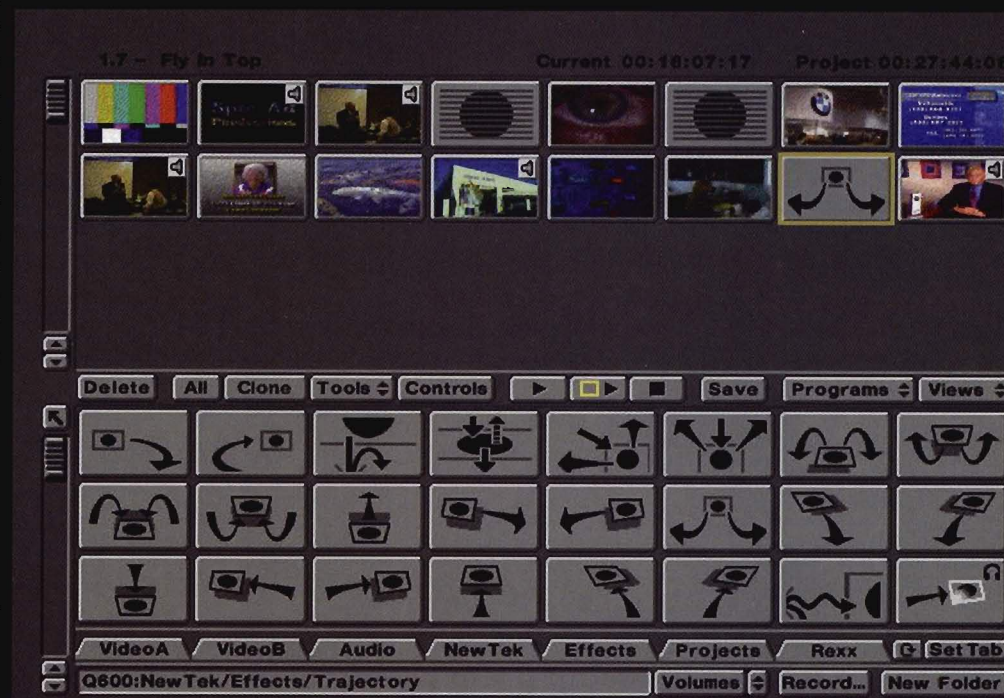 1.7 - Fly In Top
Current 00:18:07:17
Project 00:27:44:08
Delete
All
Clone
Tools
Controls
Save
Programs
Views
VideoA
VideoB
Audio
NewTek
Effects
Projects
Rexx
Set Tab
Q600:NewTek/Effects/Trajectory
Volumes
Record...
New Folder